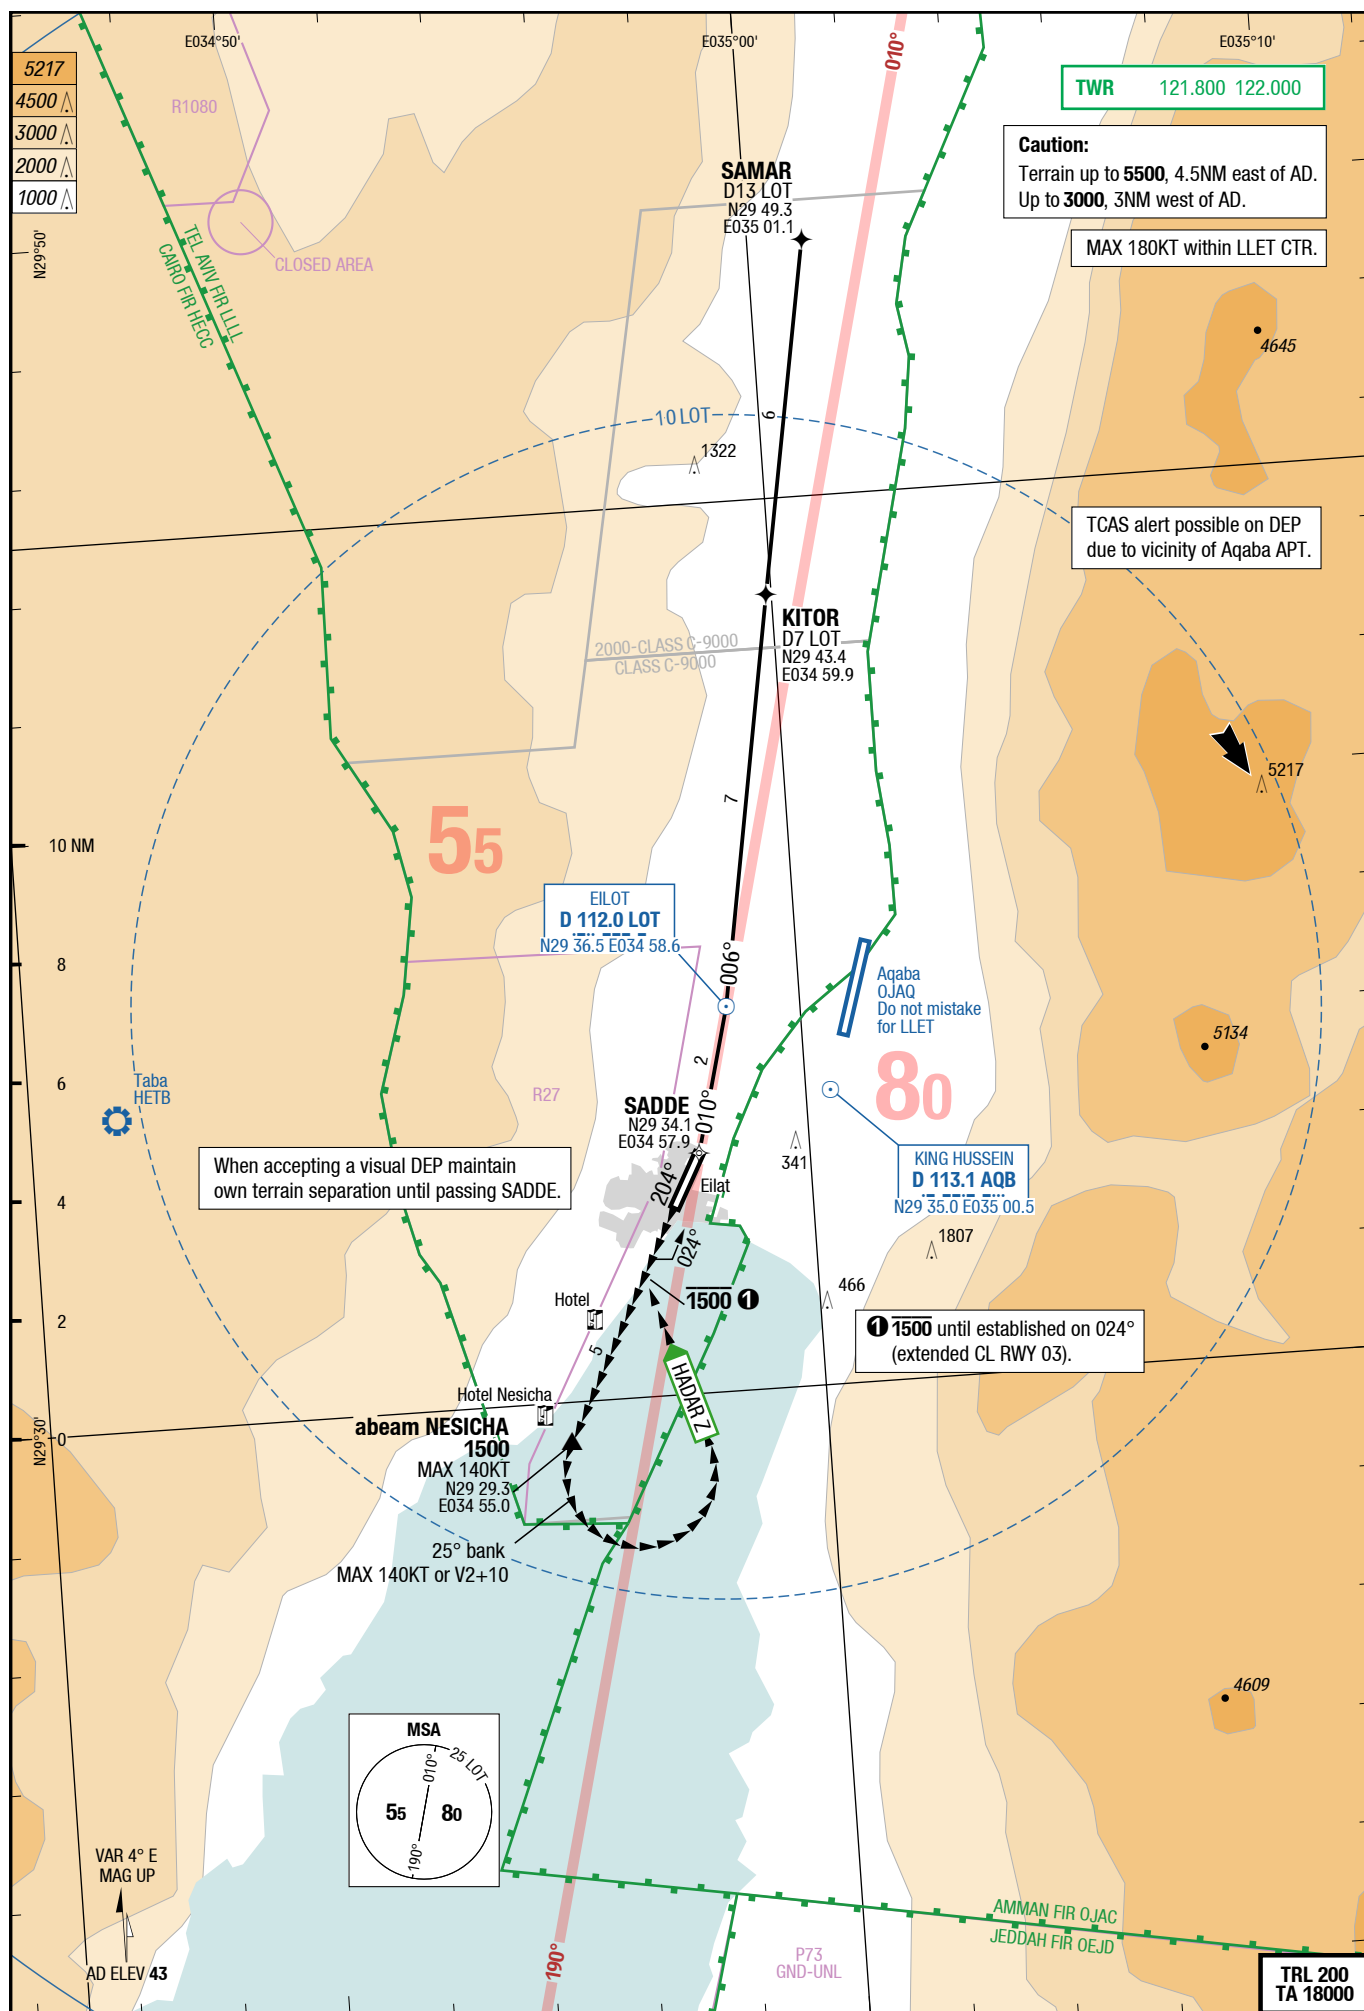 E034°50'
E035°00'
E035°10'
010°
5217
4500
3000
2000
1000
R1080
TWR 121.800 122.000
Caution:
Terrain up to 5500, 4.5NM east of AD.
Up to 3000, 3NM west of AD.
MAX 180KT within LLET CTR.
SAMAR
D13 LOT
N29 49.3
E035 01.1
N29°50'
TEL AVIV FIR LLLL
CAIRO FIR HECC
CLOSED AREA
4645
10 LOT
6
1322
TCAS alert possible on DEP
due to vicinity of Aqaba APT.
KITOR
D7 LOT
N29 43.4
E034 59.9
2000-CLASS C-9000
CLASS C-9000
5217
7
10 NM
55
EILOT
D 112.0 LOT
N29 36.5 E034 58.6
006°
8
Aqaba
OJAQ
Do not mistake
for LLET
5134
2
6
Taba
HETB
R27
80
SADDE
N29 34.1
E034 57.9
010°
341
KING HUSSEIN
D 113.1 AQB
N29 35.0 E035 00.5
When accepting a visual DEP maintain
own terrain separation until passing SADDE.
204°
Eilat
4
024°
1807
466
1500 1
Hotel
2
1 1500 until established on 024°
(extended CL RWY 03).
5
HADAR Z
Hotel Nesicha
abeam NESICHA
1500
MAX 140KT
N29 29.3
E034 55.0
N29°30'
0
25° bank
MAX 140KT or V2+10
4609
MSA
25 LOT
010°
55
80
190°
VAR 4° E
MAG UP
AD ELEV 43
190°
AMMAN FIR OJAC
JEDDAH FIR OEJD
P73
GND-UNL
TRL 200
TA 18000